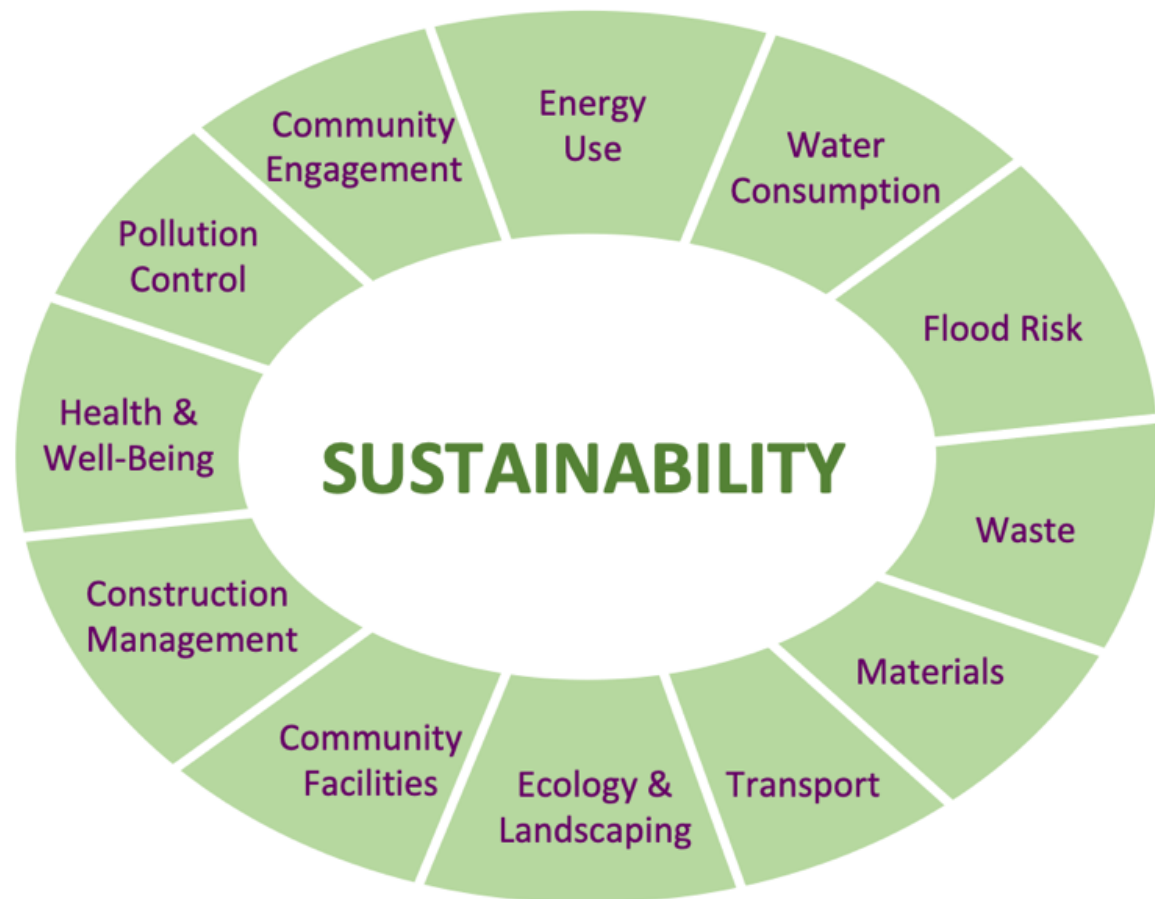 Energy
Use
Water
Consumption
Flood Risk
Waste
Materials
Transport
Ecology &
Landscaping
Community
Facilities
Construction
Management
Health &
Well-Being
Pollution
Control
Community
Engagement
SUSTAINABILITY